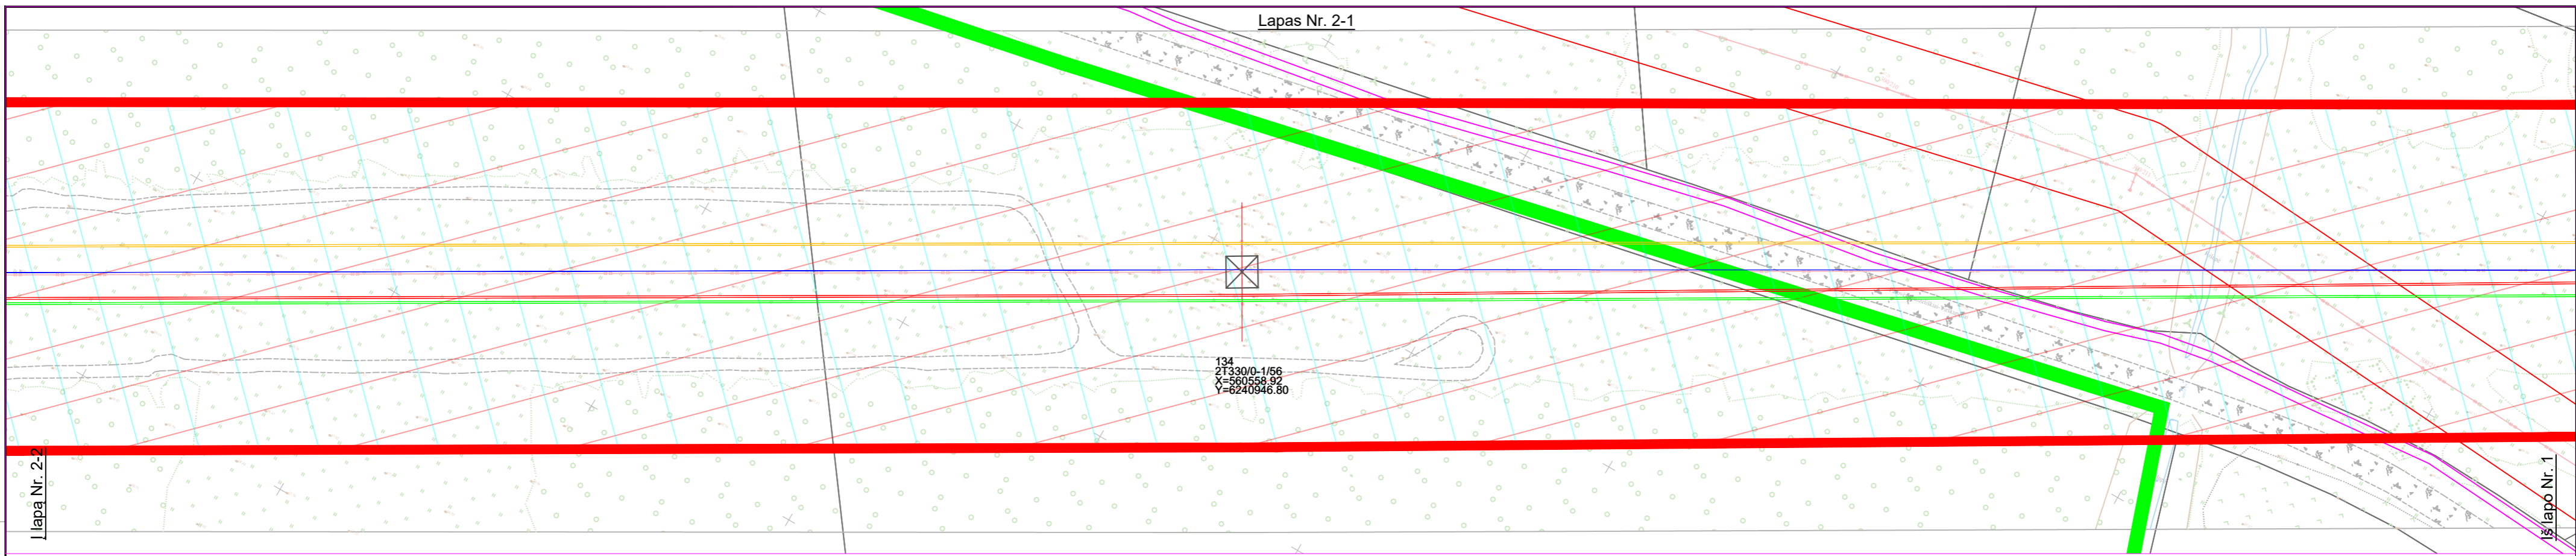 Lapas Nr. 2-1
134
2T330/0-1/56
X=560558.92
Y=6240946.80
Į lapa Nr. 2-2
Iš lapo Nr. 1